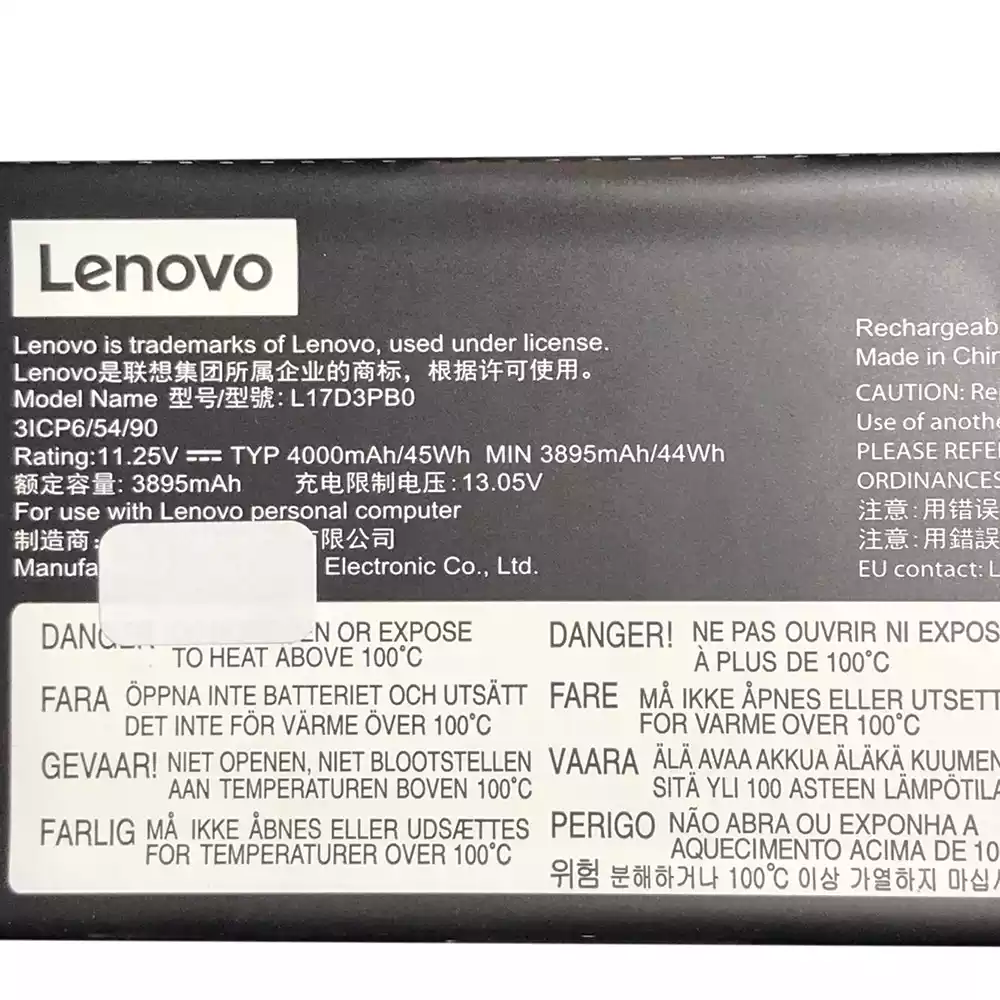 Lenovo
Lenovo is trademarks of Lenovo, used under license.
Lenovo是联想集团所属企业的商标，根据许可使用。
Model Name 型号/型號: L17D3PB0
3ICP6/54/90
Rating:11.25V ⎓ TYP 4000mAh/45Wh MIN 3895mAh/44Wh
额定容量: 3895mAh 充电限制电压: 13.05V
For use with Lenovo personal computer
制造商: 限公司
Manufa Electronic Co., Ltd.
Rechargeab
Made in Chin
CAUTION: Re
Use of anothe
PLEASE REFE
ORDINANCES
注意: 用错误
注意: 用錯誤
EU contact: L
DANGER EN OR EXPOSE
TO HEAT ABOVE 100°C
FARA ÖPPNA INTE BATTERIET OCH UTSÄTT
DET INTE FÖR VÄRME ÖVER 100°C
GEVAAR! NIET OPENEN, NIET BLOOTSTELLEN
AAN TEMPERATUREN BOVEN 100°C
FARLIG MÅ IKKE ÅBNES ELLER UDSÆTTES
FOR TEMPERATURER OVER 100°C
DANGER! NE PAS OUVRIR NI EXPOS
À PLUS DE 100°C
FARE MÅ IKKE ÅPNES ELLER UTSETT
FOR VARME OVER 100°C
VAARA ÄLÄ AVAA AKKUA ÄLÄKÄ KUUMEN
SITÄ YLI 100 ASTEEN LÄMPÖTILA
PERIGO NÃO ABRA OU EXPONHA A
AQUECIMENTO ACIMA DE 10
위험 분해하거나 100℃ 이상 가열하지 마십시